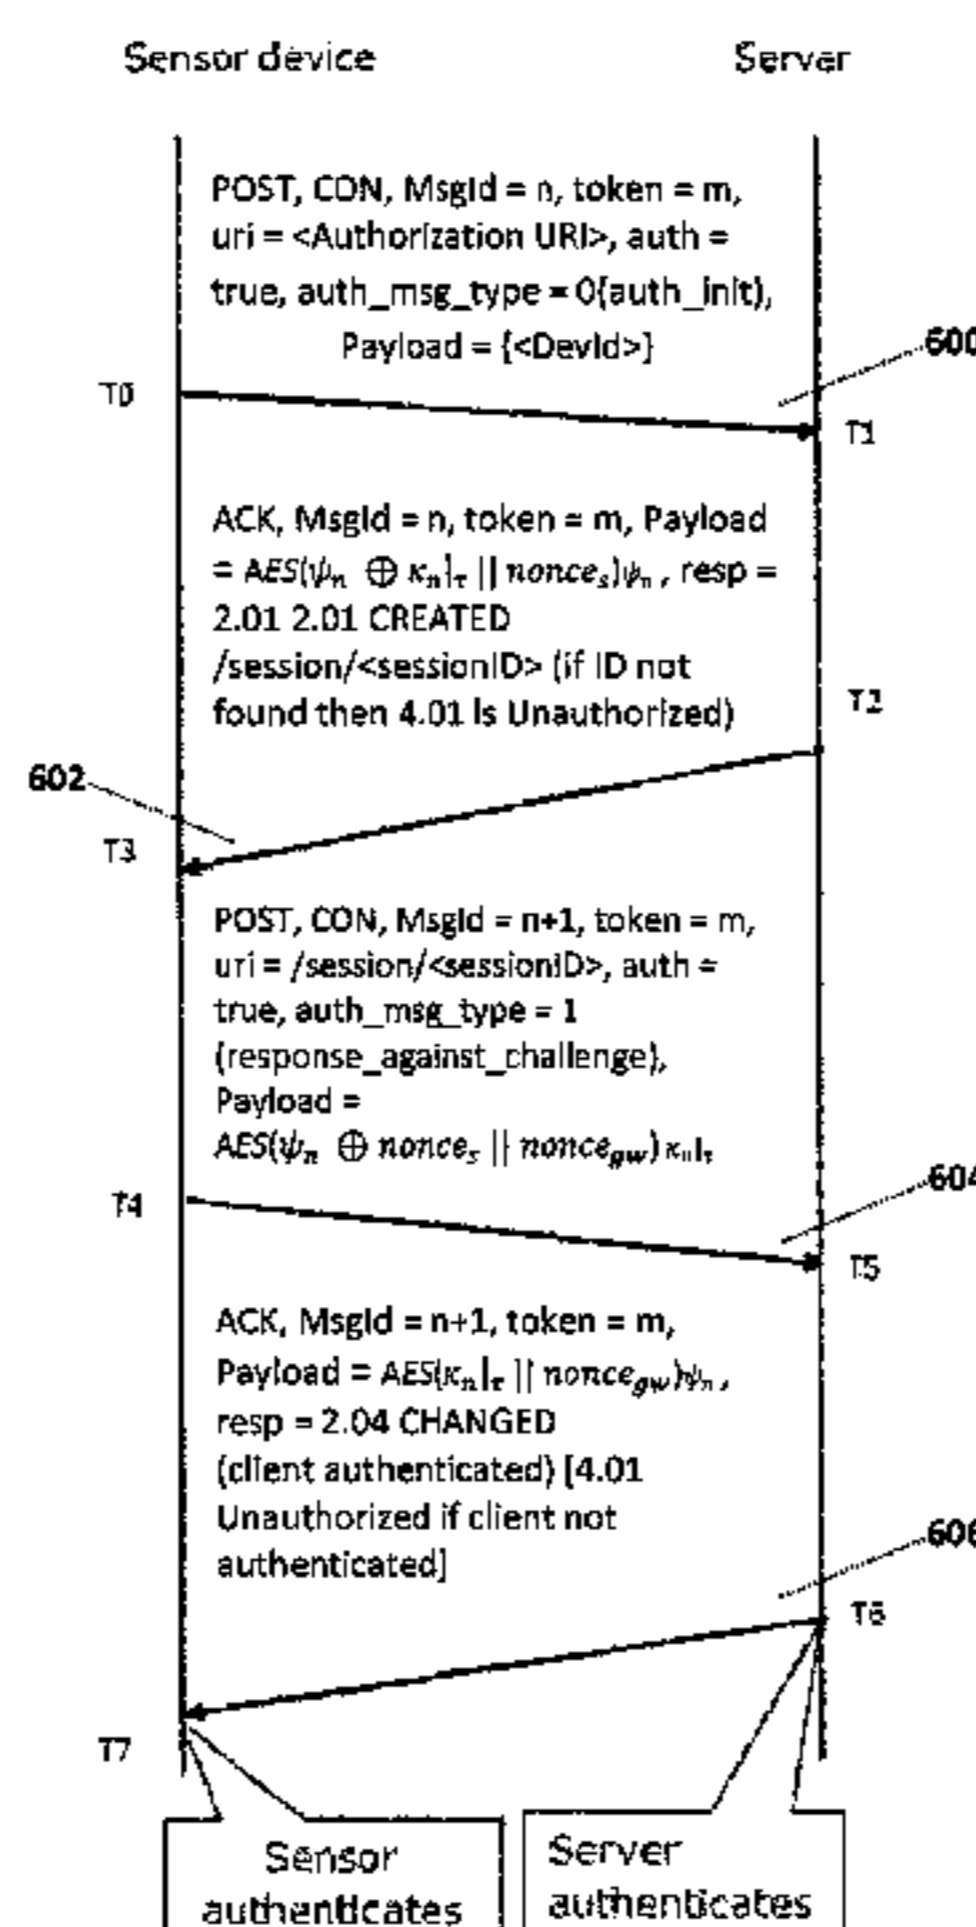 Sensor device
Server
POST, CON, MsgId = n, token = m,
uri = <Authorization URI>, auth =
true, auth_msg_type = 0(auth_init),
Payload = {<DevId>}
600
T0
T1
ACK, MsgId = n, token = m, Payload
= AES(ψₙ ⊕ κₙ|τ || nonceₛ)ψₙ, resp =
2.01 2.01 CREATED
/session/<sessionID> (if ID not
found then 4.01 is Unauthorized)
T2
602
T3
POST, CON, MsgId = n+1, token = m,
uri = /session/<sessionID>, auth =
true, auth_msg_type = 1
(response_against_challenge),
Payload =
AES(ψₙ ⊕ nonceₛ || nonce_gw) κₙ|τ
T4
604
T5
ACK, MsgId = n+1, token = m,
Payload = AES(κₙ|τ || nonce_gw)ψₙ,
resp = 2.04 CHANGED
(client authenticated) [4.01
Unauthorized if client not
authenticated]
606
T6
T7
Sensor
authenticates
Server
authenticates